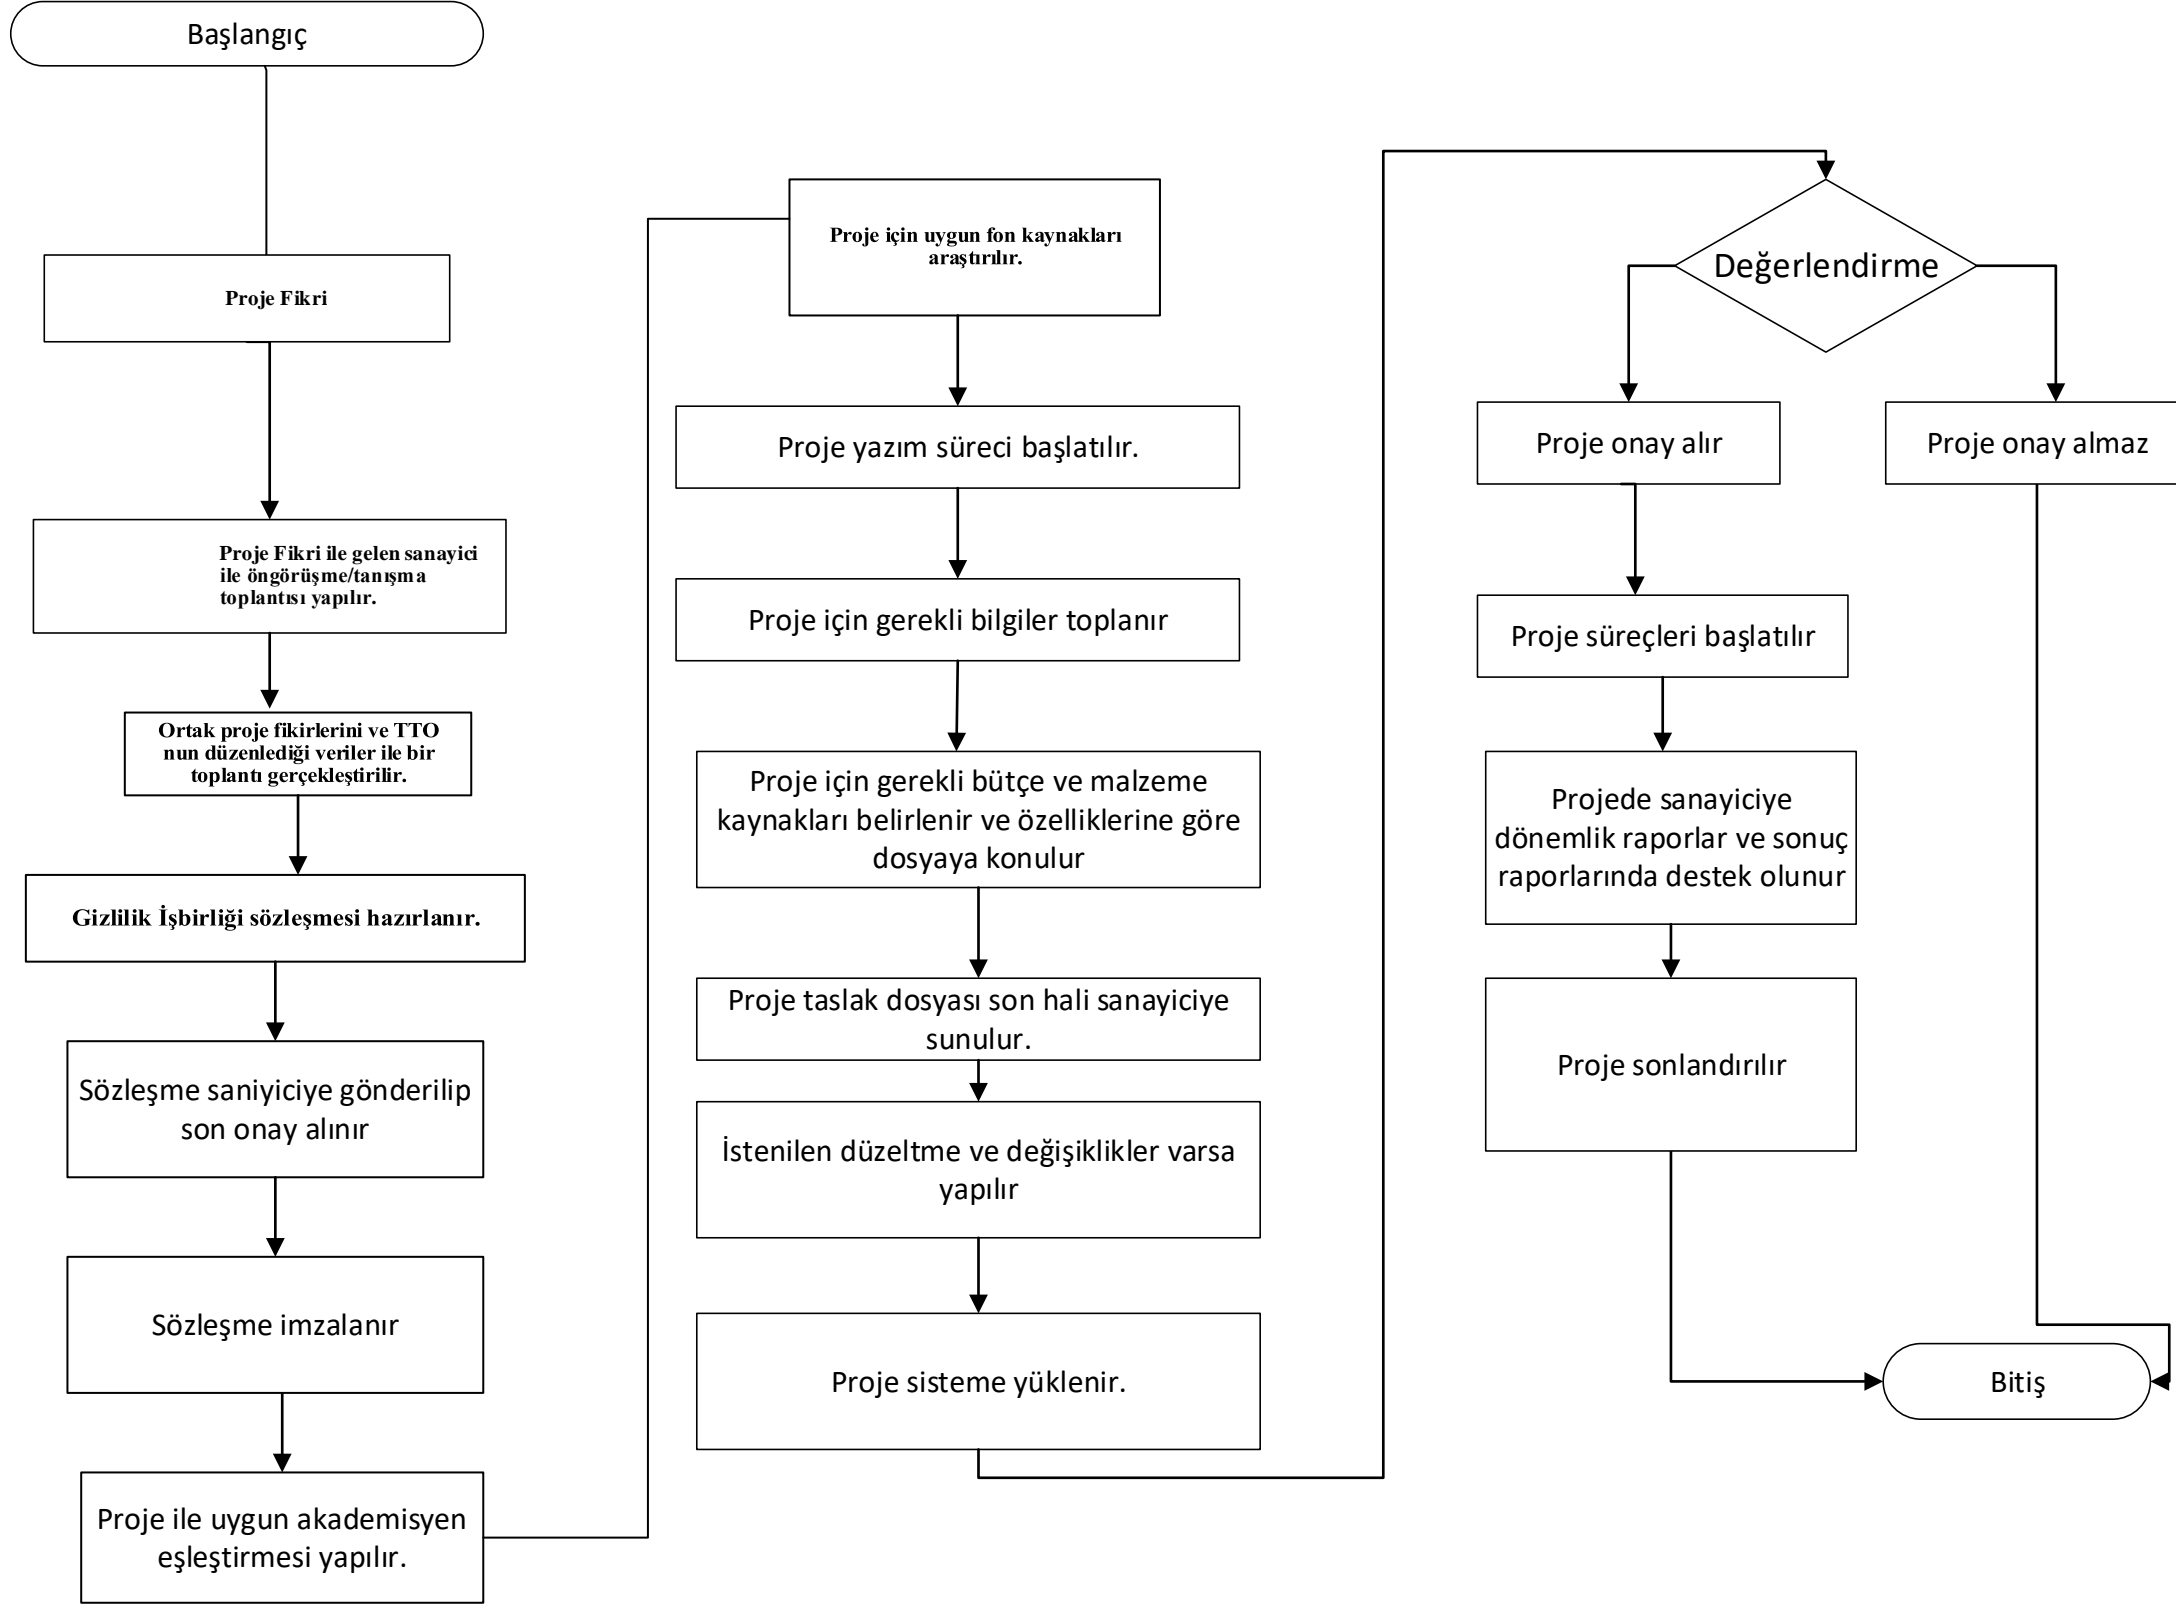 Başlangıç
Proje Fikri
Proje Fikri ile gelen sanayici
ile öngörüşme/tanışma
toplantısı yapılır.
Ortak proje fikirlerini ve TTO
nun düzenlediği veriler ile bir
toplantı gerçekleştirilir.
Gizlilik İşbirliği sözleşmesi hazırlanır.
Sözleşme saniyiciye gönderilip
son onay alınır
Sözleşme imzalanır
Proje ile uygun akademisyen
eşleştirmesi yapılır.
Proje için uygun fon kaynakları
araştırılır.
Proje yazım süreci başlatılır.
Proje için gerekli bilgiler toplanır
Proje için gerekli bütçe ve malzeme
kaynakları belirlenir ve özelliklerine göre
dosyaya konulur
Proje taslak dosyası son hali sanayiciye
sunulur.
İstenilen düzeltme ve değişiklikler varsa
yapılır
Proje sisteme yüklenir.
Değerlendirme
Proje onay alır
Proje onay almaz
Proje süreçleri başlatılır
Projede sanayiciye
dönemlik raporlar ve sonuç
raporlarında destek olunur
Proje sonlandırılır
Bitiş